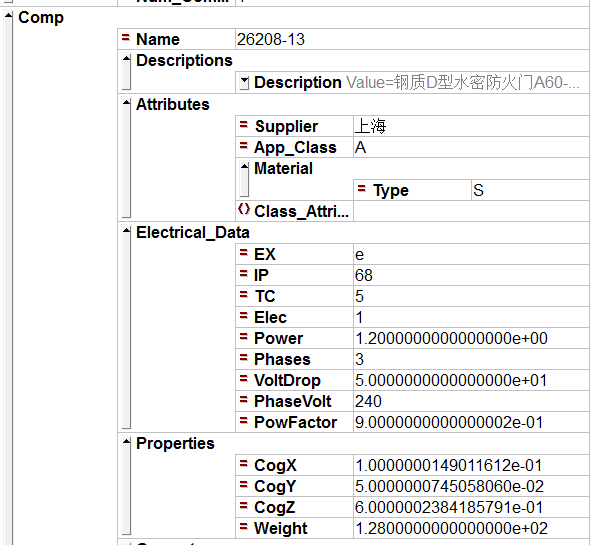 Comp
Name 26208-13
Descriptions
Description Value=钢质D型水密防火门A60-...
Attributes
Supplier 上海
App_Class A
Material
Type S
Class_Attri...
Electrical_Data
EX e
IP 68
TC 5
Elec 1
Power 1.2000000000000000e+00
Phases 3
VoltDrop 5.0000000000000000e+01
PhaseVolt 240
PowFactor 9.0000000000000002e-01
Properties
CogX 1.0000000149011612e-01
CogY 5.0000000745058060e-02
CogZ 6.0000002384185791e-01
Weight 1.2800000000000000e+02